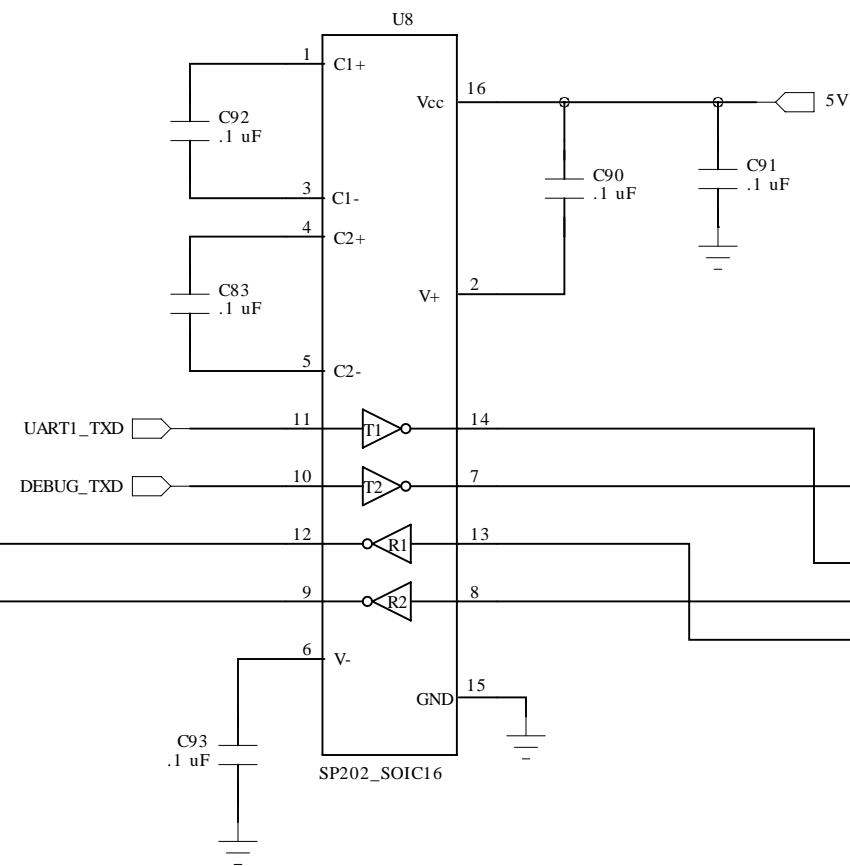 U8
1
C1+
C92
.1 uF
3
C1-
4
C2+
C83
.1 uF
5
C2-
Vcc
16
5V
C90
.1 uF
C91
.1 uF
V+
2
UART1_TXD
11
T1
14
DEBUG_TXD
10
T2
7
12
R1
13
9
R2
8
6
V-
GND
15
C93
.1 uF
SP202_SOIC16